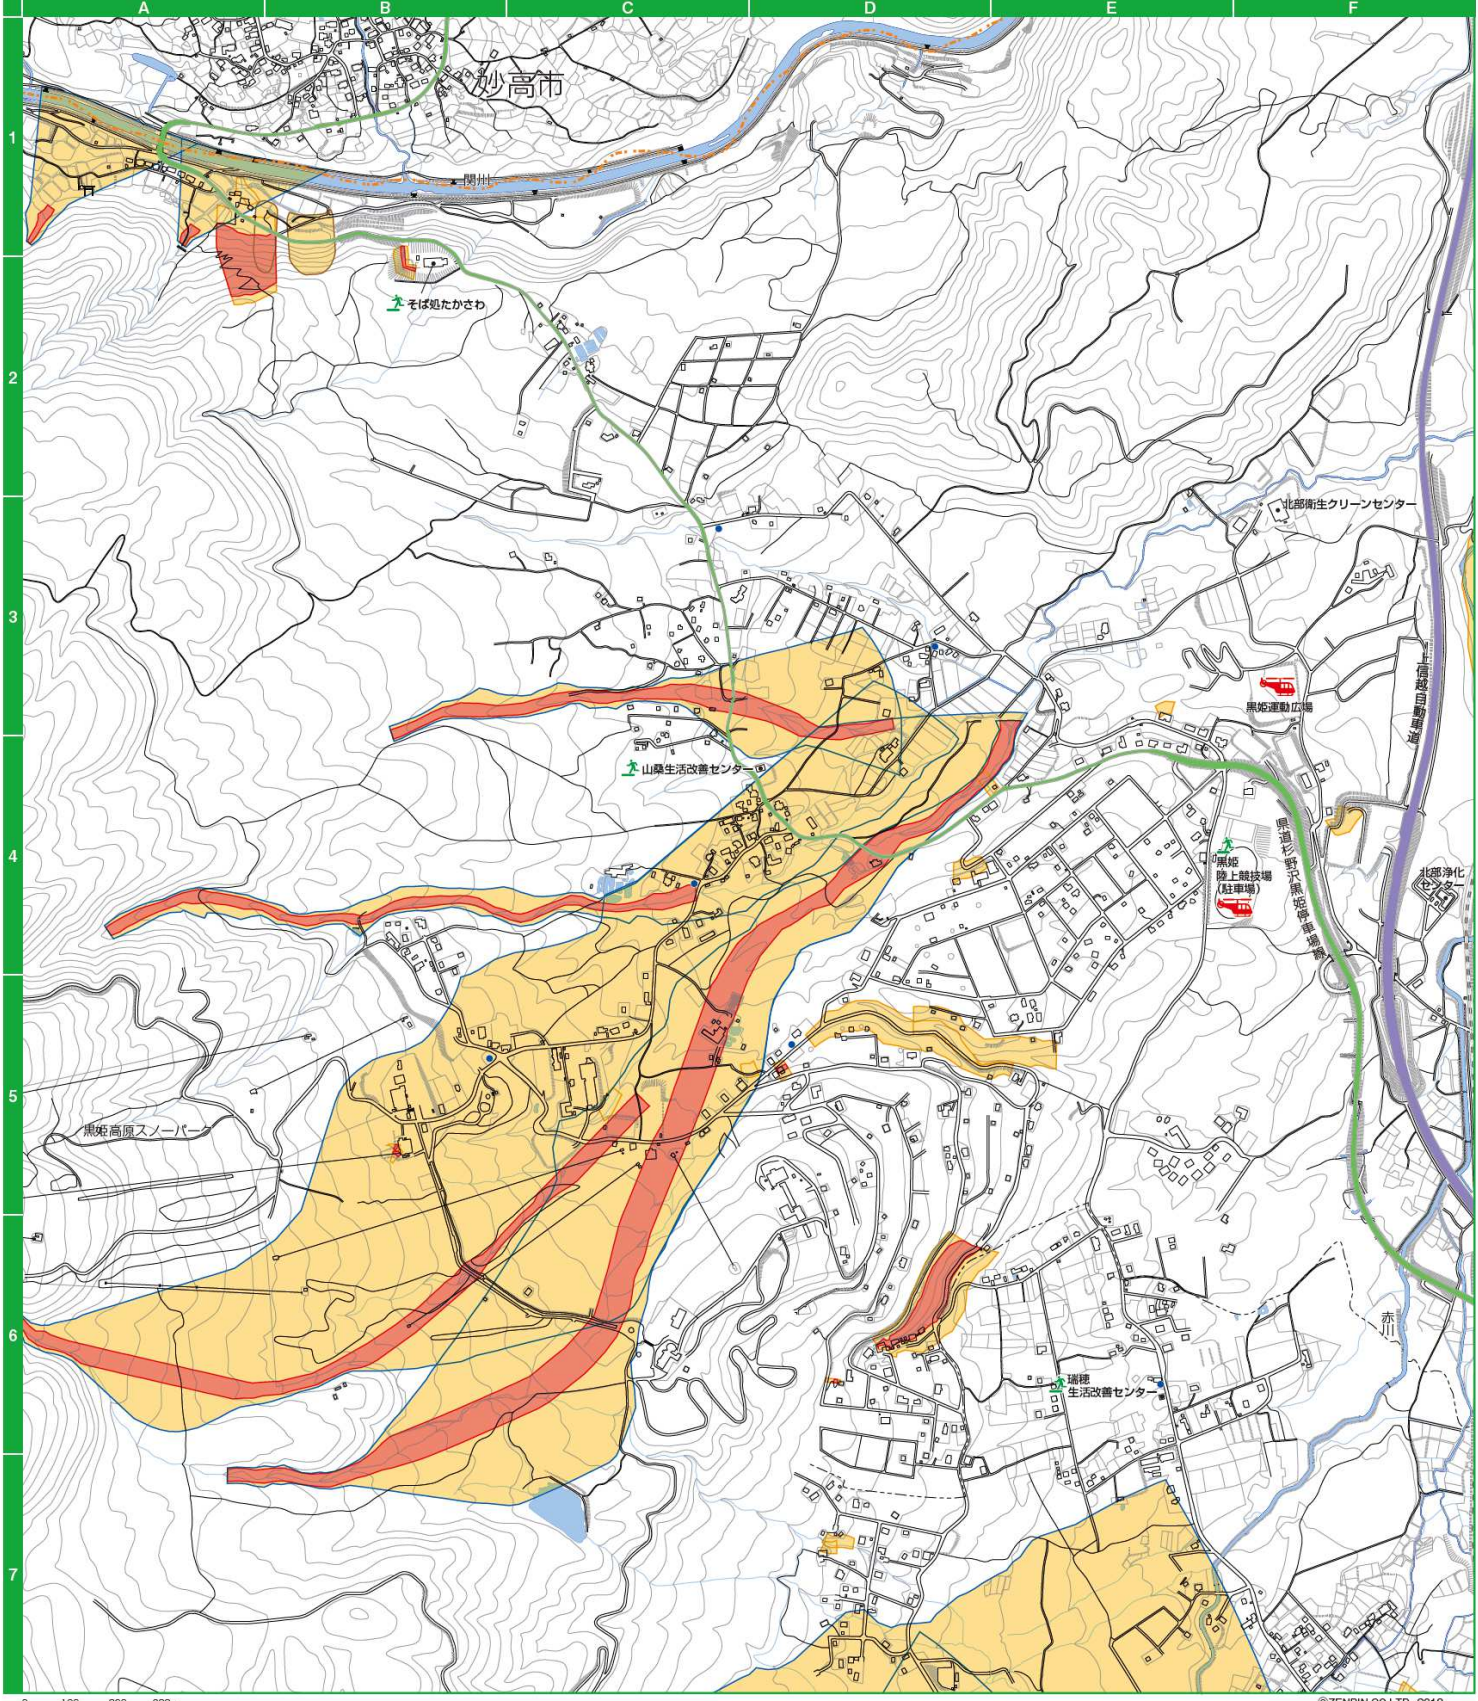 A B C D E F
妙高市
1
関川
そば処たかさわ
2
北部衛生クリーンセンター
3
上信越自動車道
黒姫運動広場
山桑生活改善センター
4
黒姫
陸上競技場
(駐車場)
県道杉野沢黒姫停車場線
北部浄化
センター
5
黒姫高原スノーパーク
6
赤川
瑞穂
生活改善センター
7